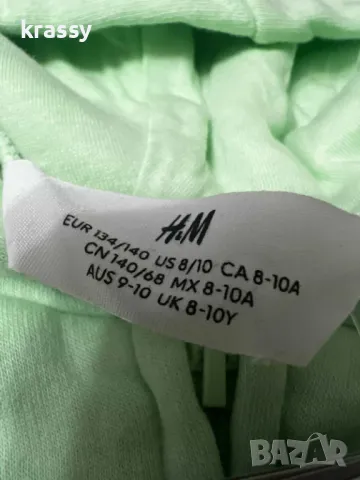 krassy
H&M
EUR 134/140 US 8/10 CA 8-10A
CN 140/68 MX 8-10A
AUS 9-10 UK 8-10Y
BAZAR